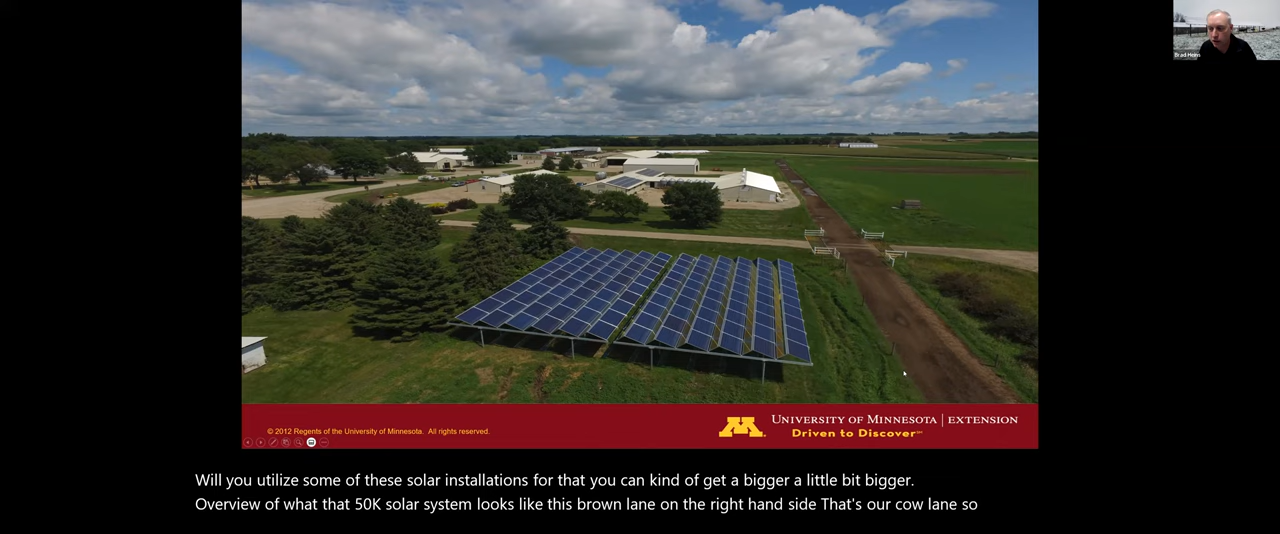 Brad Heins
© 2012 Regents of the University of Minnesota. All rights reserved.
UNIVERSITY OF MINNESOTA | EXTENSION
Driven to Discover℠
Will you utilize some of these solar installations for that you can kind of get a bigger a little bit bigger.
Overview of what that 50K solar system looks like this brown lane on the right hand side That's our cow lane so